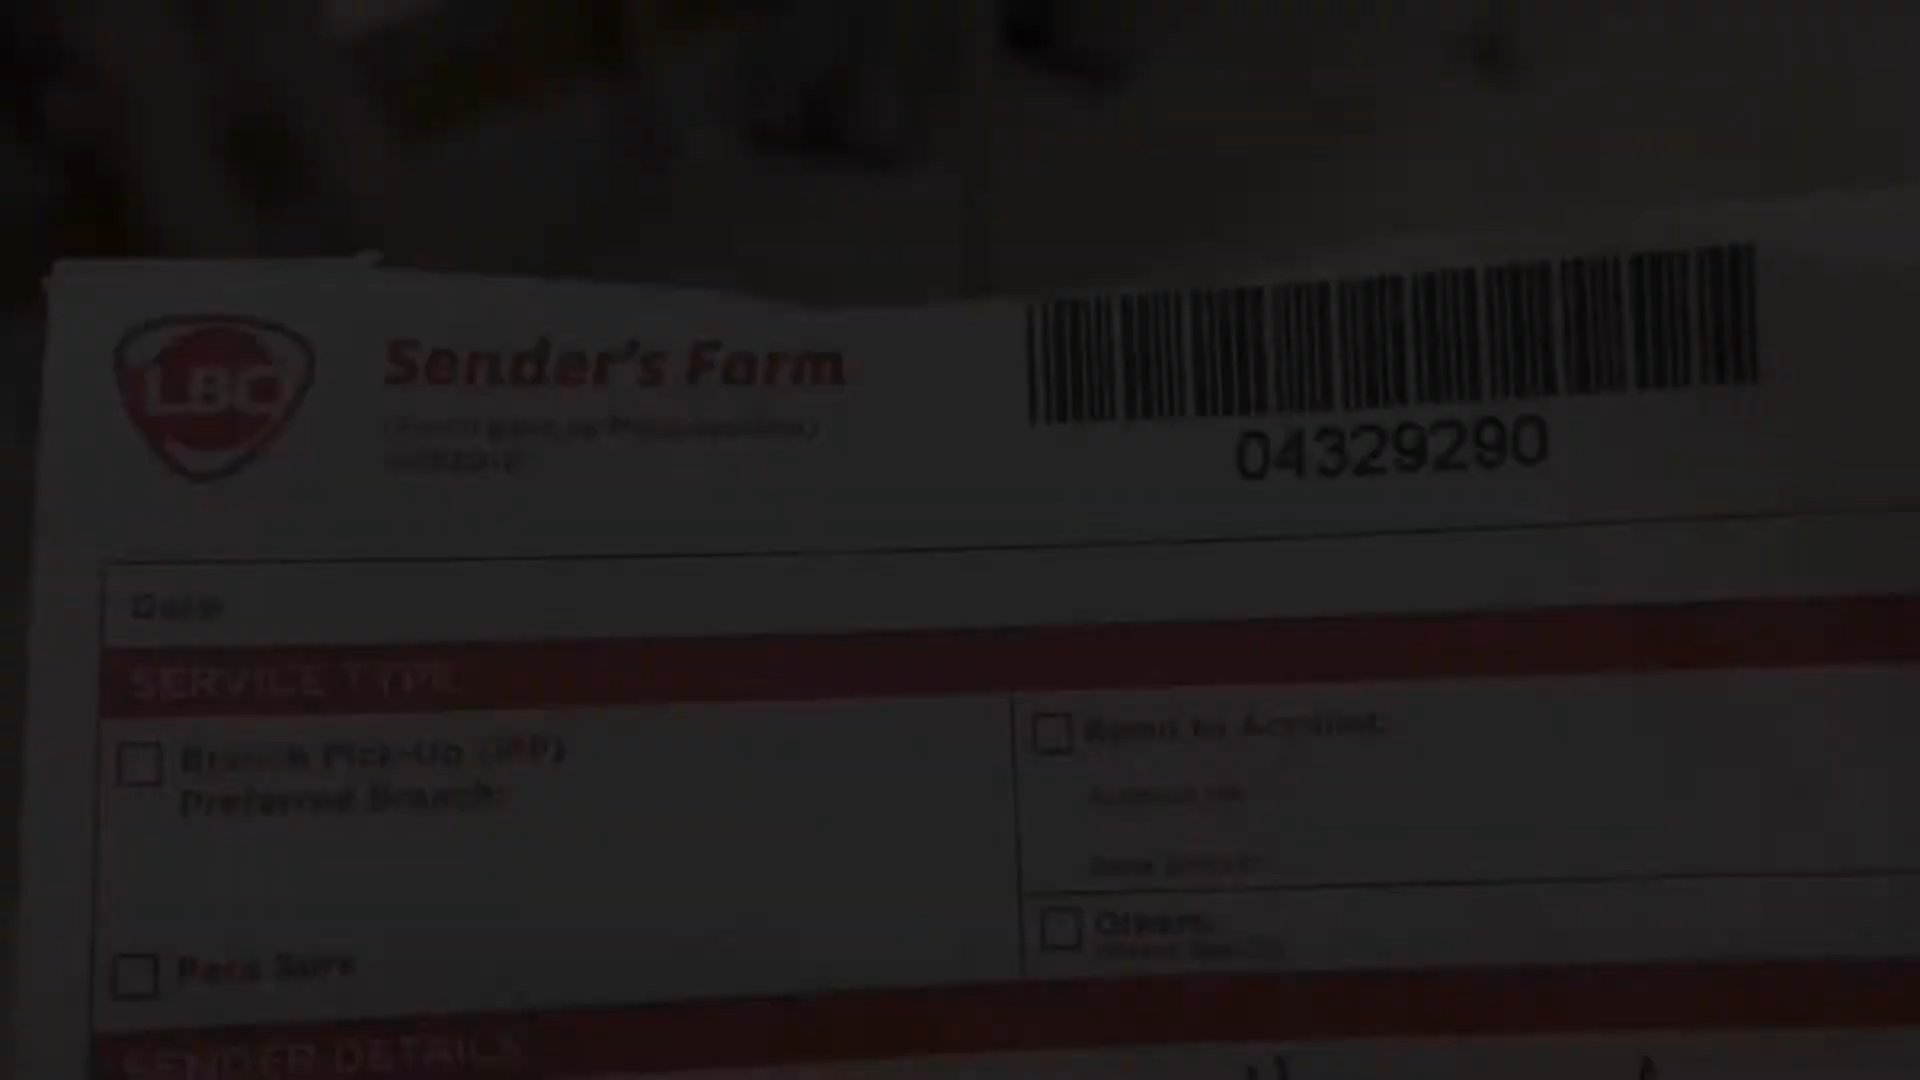 LBC
Sender's Form
04329290
Date
SERVICE TYPE
Branch Pick-Up (BPP)
Preferred Branch:
Remit to Account:
Others:
Pera Sure
SENDER DETAILS